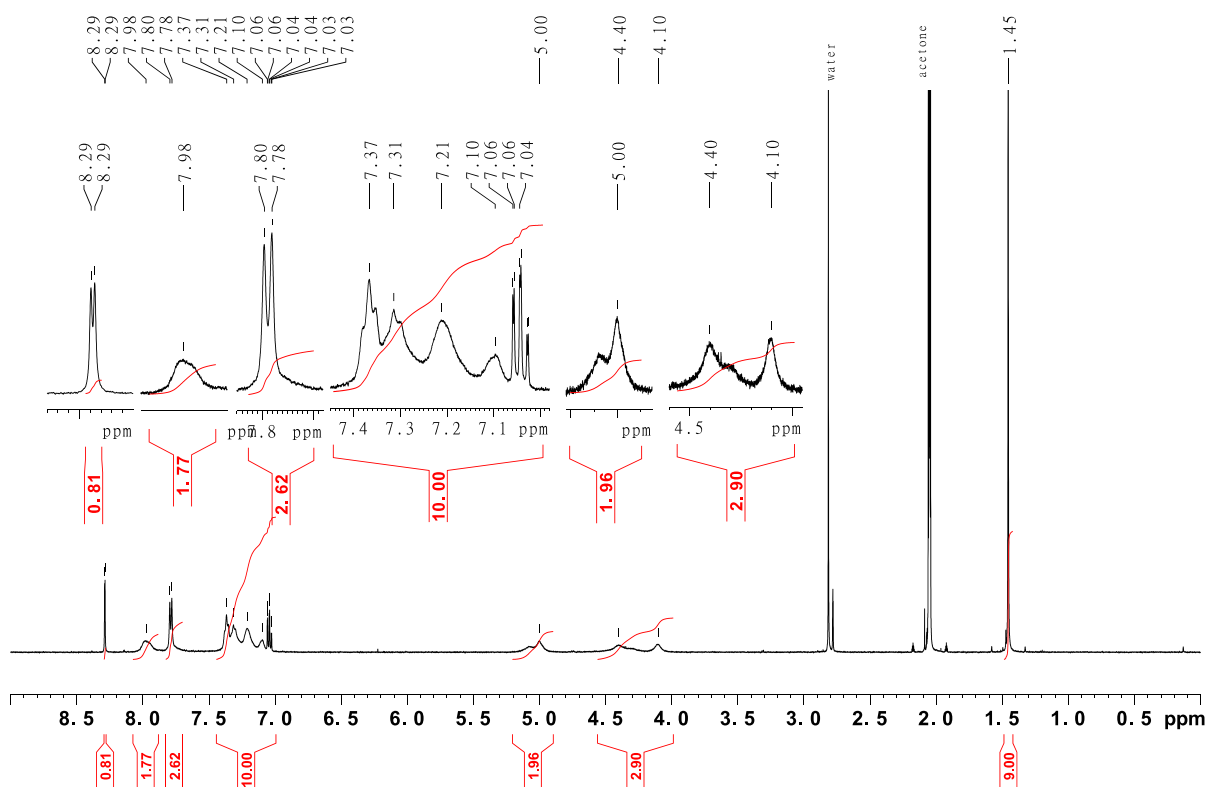 8.29 8.29 7.98 7.80 7.78 7.37 7.31 7.21 7.10 7.06 7.06 7.04 7.04 7.03 7.03 5.00 4.40 4.10 water acetone 1.45
8.29 8.29 7.98 7.80 7.78 7.37 7.31 7.21 7.10 7.06 7.06 7.04 5.00 4.40 4.10
ppm ppm 7.8 ppm 7.4 7.3 7.2 7.1 ppm ppm 4.5 ppm
0.81 1.77 2.62 10.00 1.96 2.90
8.5 8.0 7.5 7.0 6.5 6.0 5.5 5.0 4.5 4.0 3.5 3.0 2.5 2.0 1.5 1.0 0.5 ppm
0.81 1.77 2.62 10.00 1.96 2.90 9.00